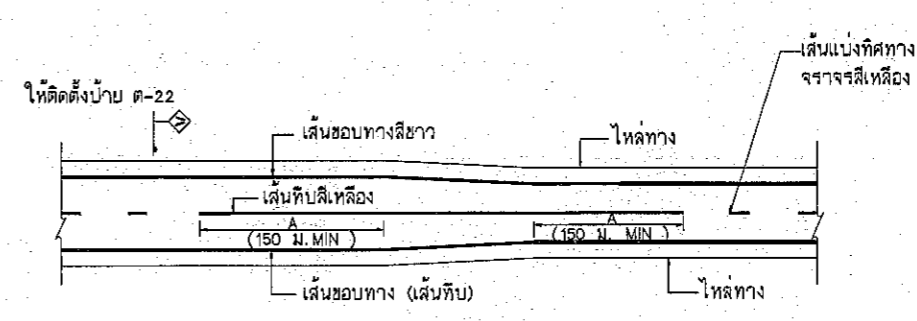 เส้นแบ่งทิศทาง
จราจรสีเหลือง
ให้ติดตั้งป้าย ต-22
เส้นขอบทางสีขาว
ไหล่ทาง
เส้นทึบสีเหลือง
A
(150 ม. MIN )
A
(150 ม. MIN )
เส้นขอบทาง (เส้นทึบ)
ไหล่ทาง